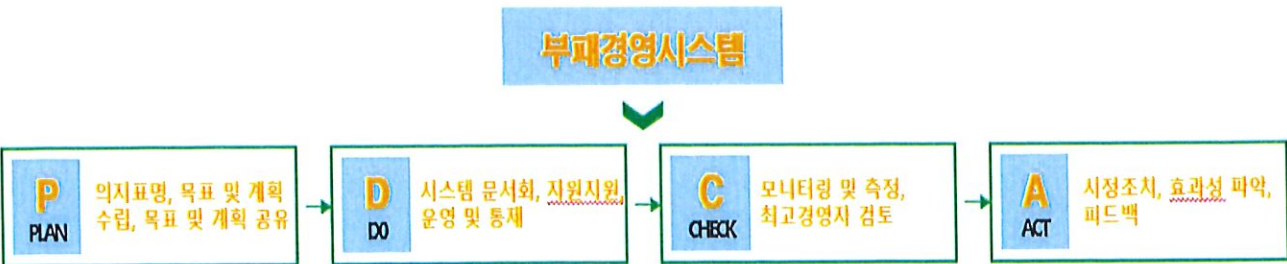 부패경영시스템
P
PLAN
의지표명, 목표 및 계획
수립, 목표 및 계획 공유
D
DO
시스템 문서화, 자원지원,
운영 및 통제
C
CHECK
모니터링 및 측정,
최고경영자 검토
A
ACT
시정조치, 효과성 파악,
피드백